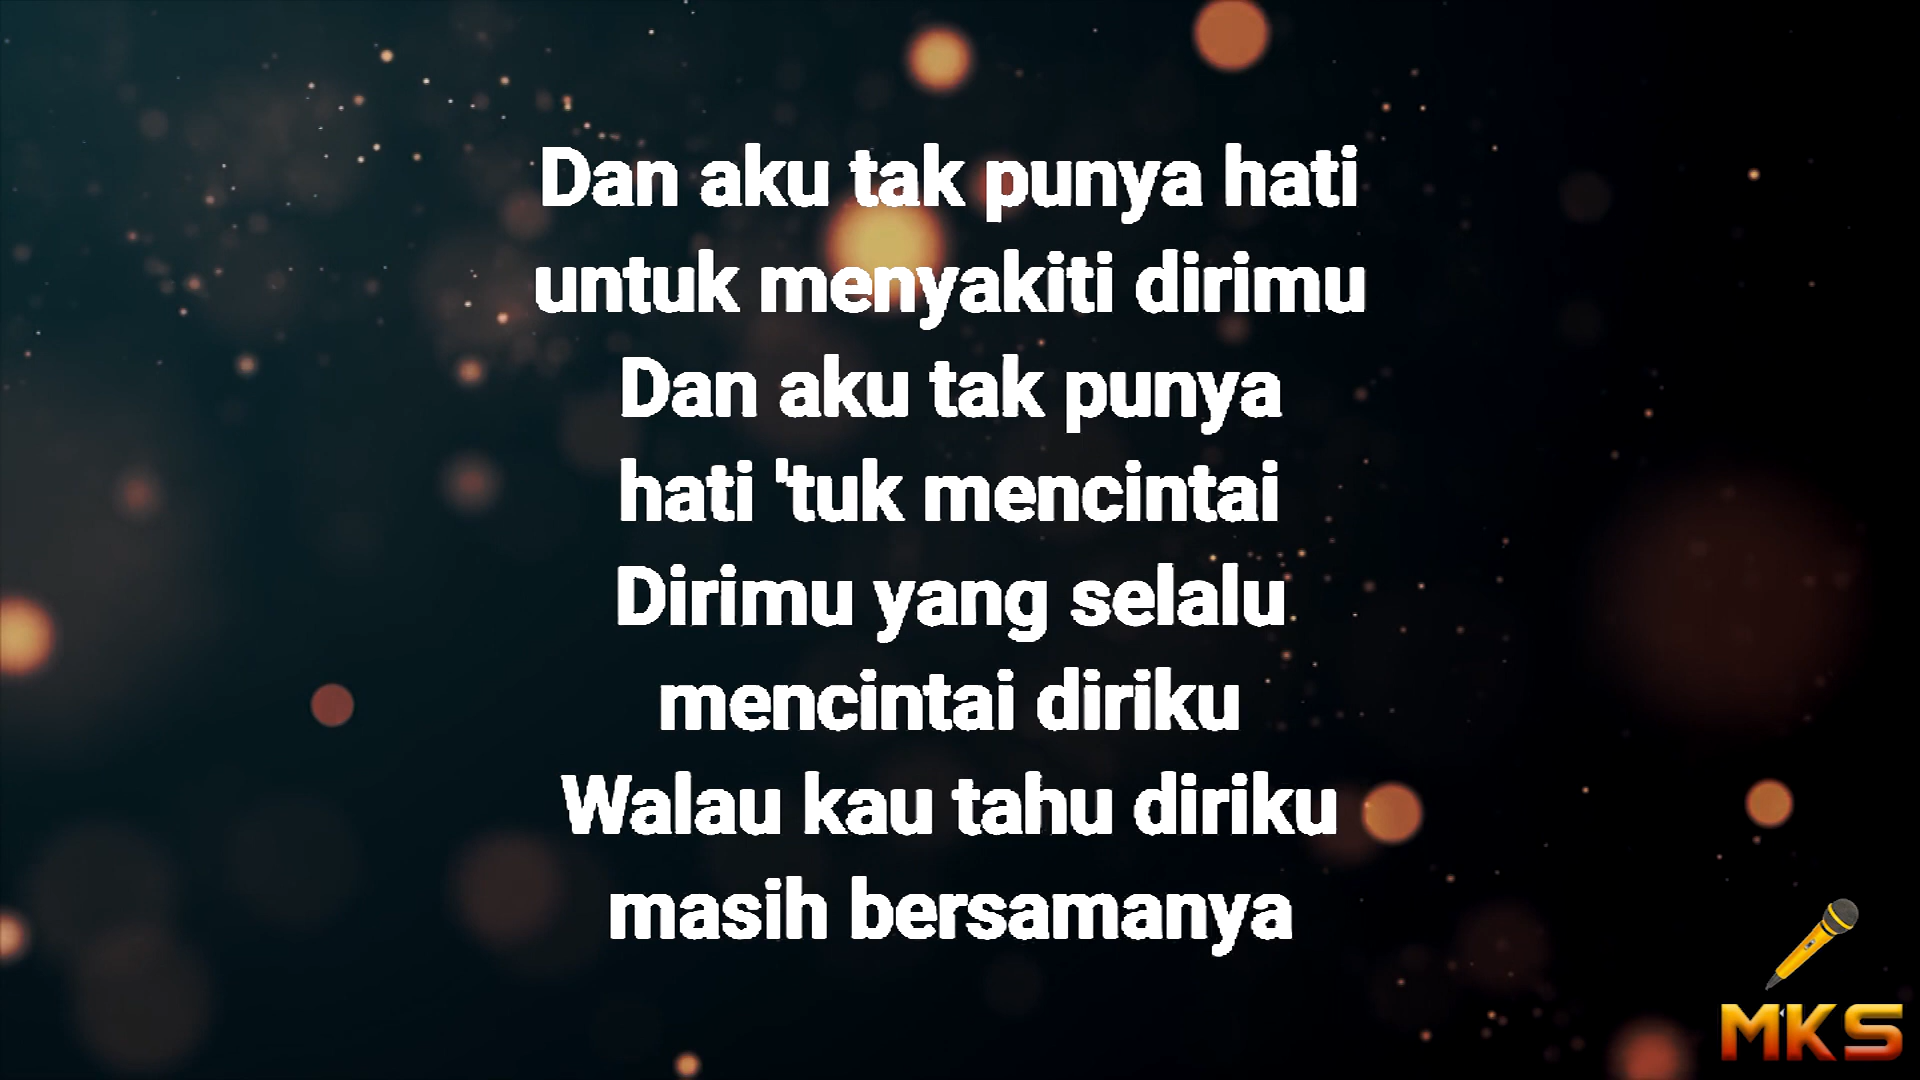 Dan aku tak punya hati
untuk menyakiti dirimu
Dan aku tak punya
hati 'tuk mencintai
Dirimu yang selalu
mencintai diriku
Walau kau tahu diriku
masih bersamanya
MKS